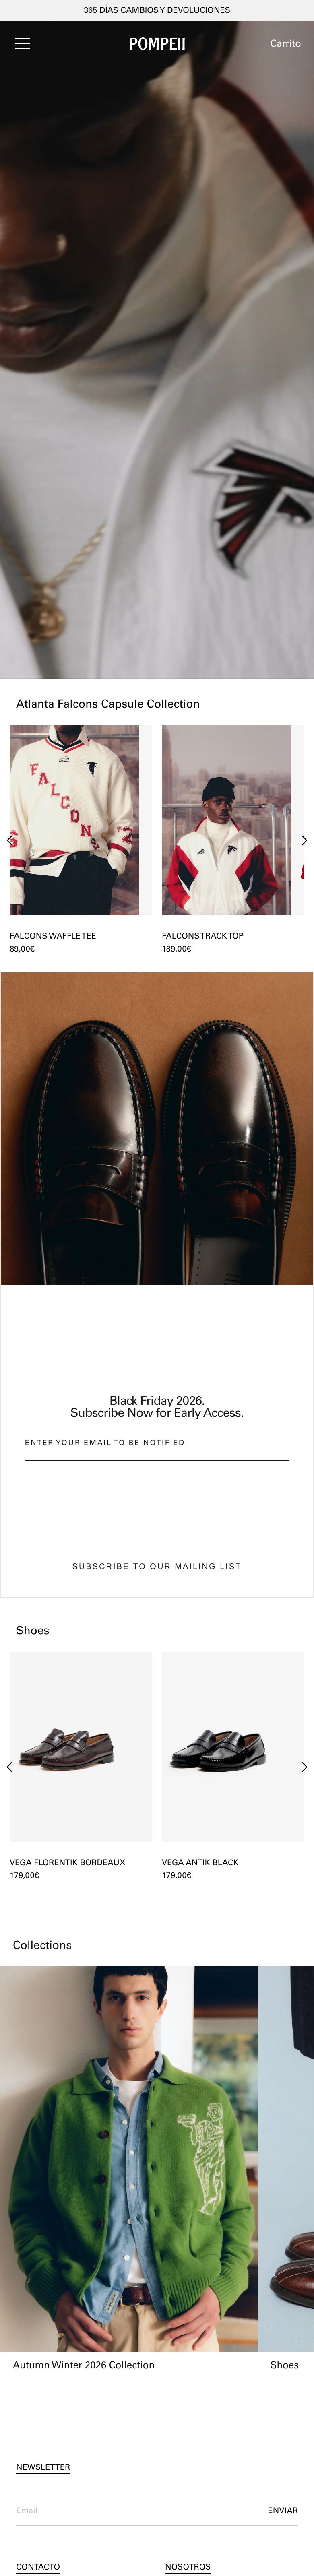 365 DÍAS CAMBIOS Y DEVOLUCIONES
POMPEII
Carrito
Atlanta Falcons Capsule Collection
FALCONS
2
FALCONS WAFFLE TEE
89,00€
FALCONS TRACK TOP
189,00€
Black Friday 2026.
Subscribe Now for Early Access.
ENTER YOUR EMAIL TO BE NOTIFIED.
SUBSCRIBE TO OUR MAILING LIST
Shoes
VEGA FLORENTIK BORDEAUX
179,00€
VEGA ANTIK BLACK
179,00€
Collections
Autumn Winter 2026 Collection
Shoes
NEWSLETTER
Email
ENVIAR
CONTACTO
NOSOTROS